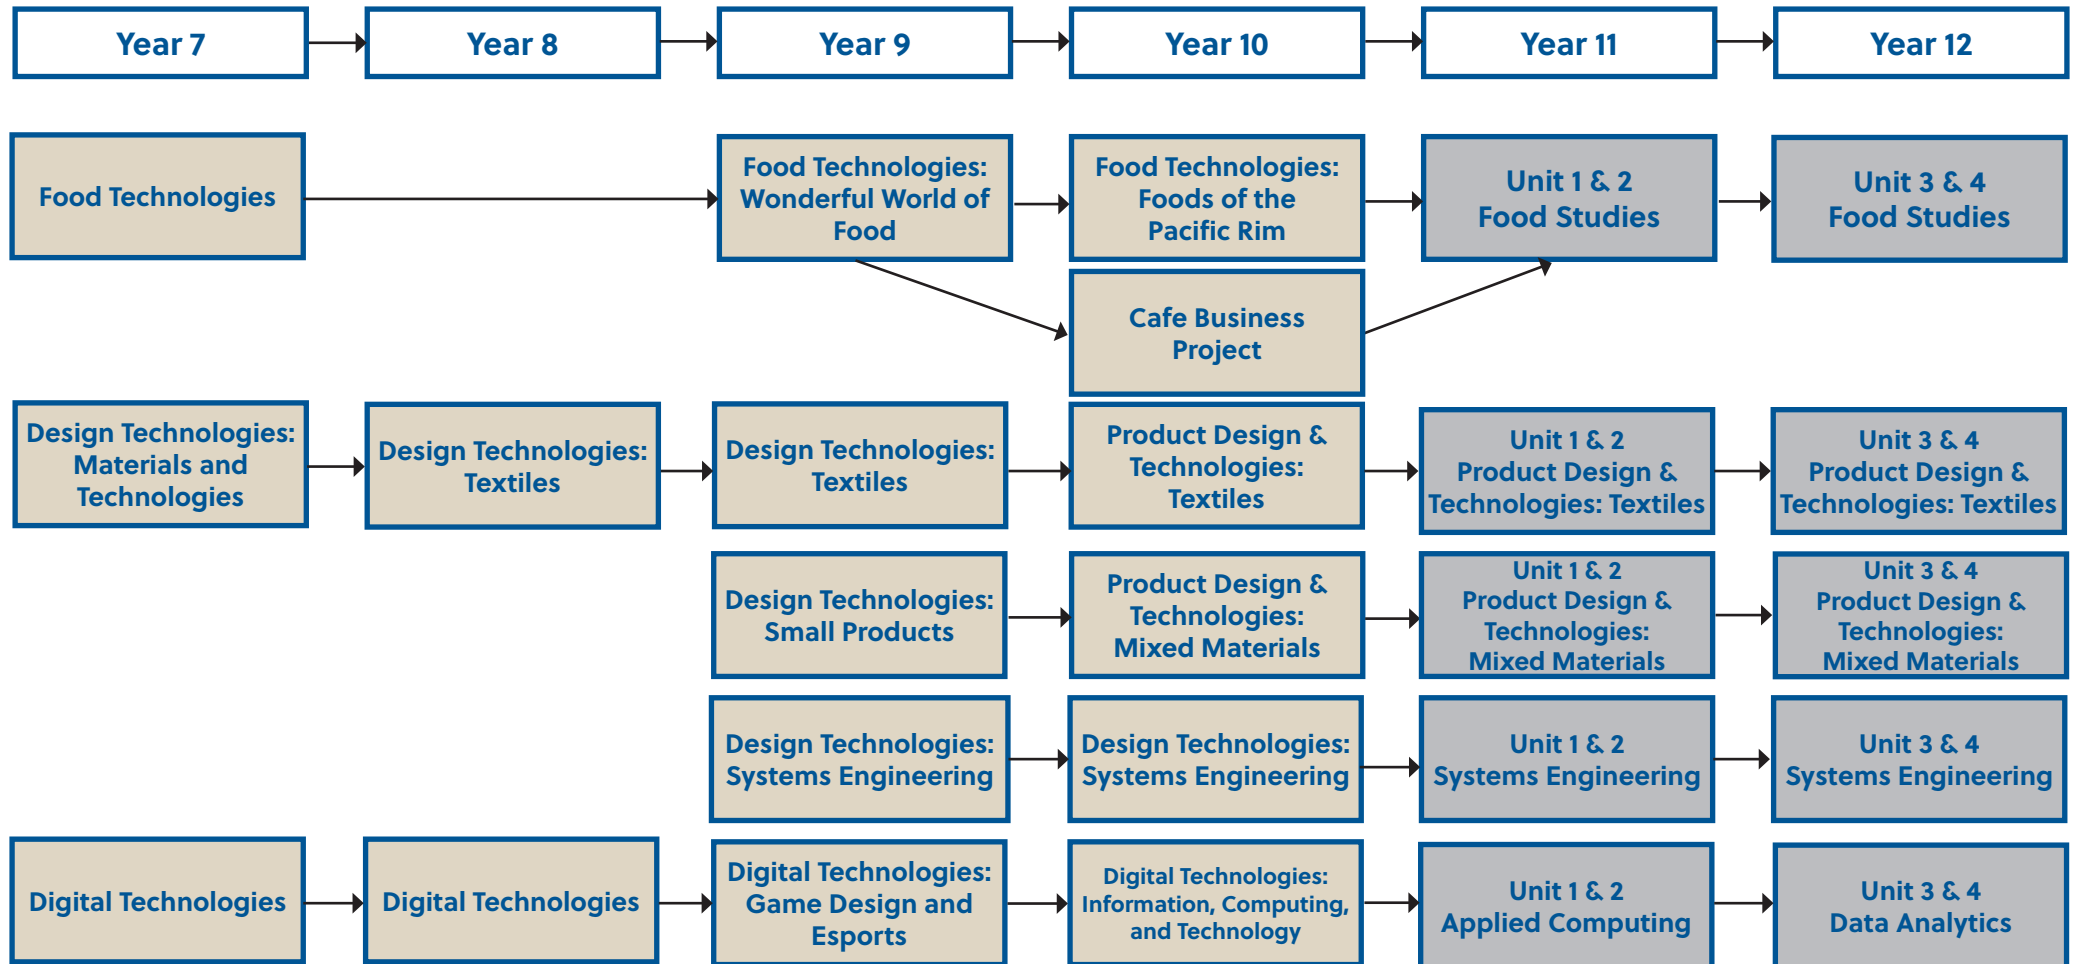 Year 7
Year 8
Year 9
Year 10
Year 11
Year 12
Food Technologies
Food Technologies:
Wonderful World of
Food
Food Technologies:
Foods of the
Pacific Rim
Unit 1 & 2
Food Studies
Unit 3 & 4
Food Studies
Cafe Business
Project
Design Technologies:
Materials and
Technologies
Design Technologies:
Textiles
Design Technologies:
Textiles
Product Design &
Technologies:
Textiles
Unit 1 & 2
Product Design &
Technologies: Textiles
Unit 3 & 4
Product Design &
Technologies: Textiles
Design Technologies:
Small Products
Product Design &
Technologies:
Mixed Materials
Unit 1 & 2
Product Design &
Technologies:
Mixed Materials
Unit 3 & 4
Product Design &
Technologies:
Mixed Materials
Design Technologies:
Systems Engineering
Design Technologies:
Systems Engineering
Unit 1 & 2
Systems Engineering
Unit 3 & 4
Systems Engineering
Digital Technologies
Digital Technologies
Digital Technologies:
Game Design and
Esports
Digital Technologies:
Information, Computing,
and Technology
Unit 1 & 2
Applied Computing
Unit 3 & 4
Data Analytics